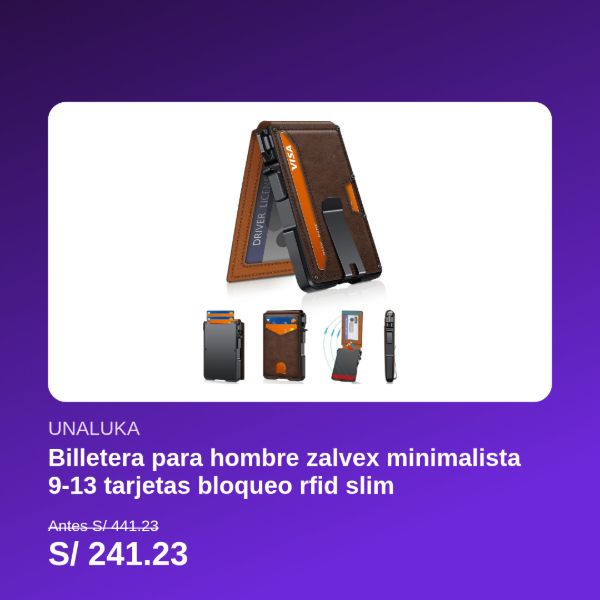 VISA
DRIVER LICEN
UNALUKA
Billetera para hombre zalvex minimalista
9-13 tarjetas bloqueo rfid slim
Antes S/ 441.23
S/ 241.23